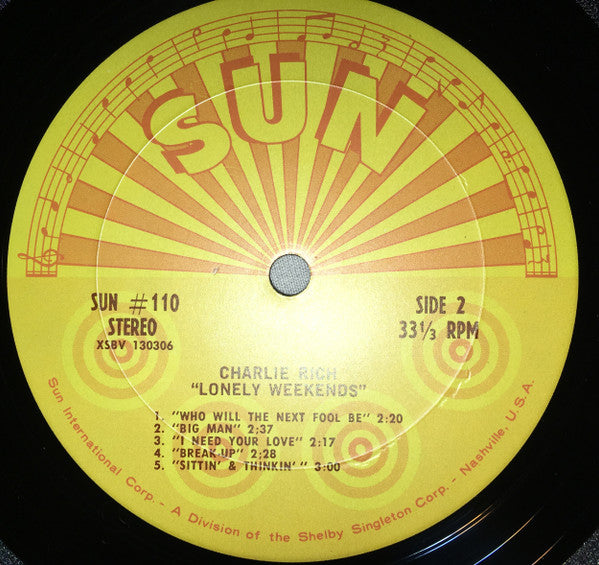 SUN
SUN #110
STEREO
XSBV 130306
SIDE 2
33⅓ RPM
CHARLIE RICH
"LONELY WEEKENDS"
1. "WHO WILL THE NEXT FOOL BE" 2:20
2. "BIG MAN" 2;37
3. "I NEED YOUR LOVE" 2:17
4. "BREAK-UP" 2:28
5. "SITTIN' & THINKIN' " 3:00
Sun International Corp. - A Division of the Shelby Singleton Corp. - Nashville, U.S.A.